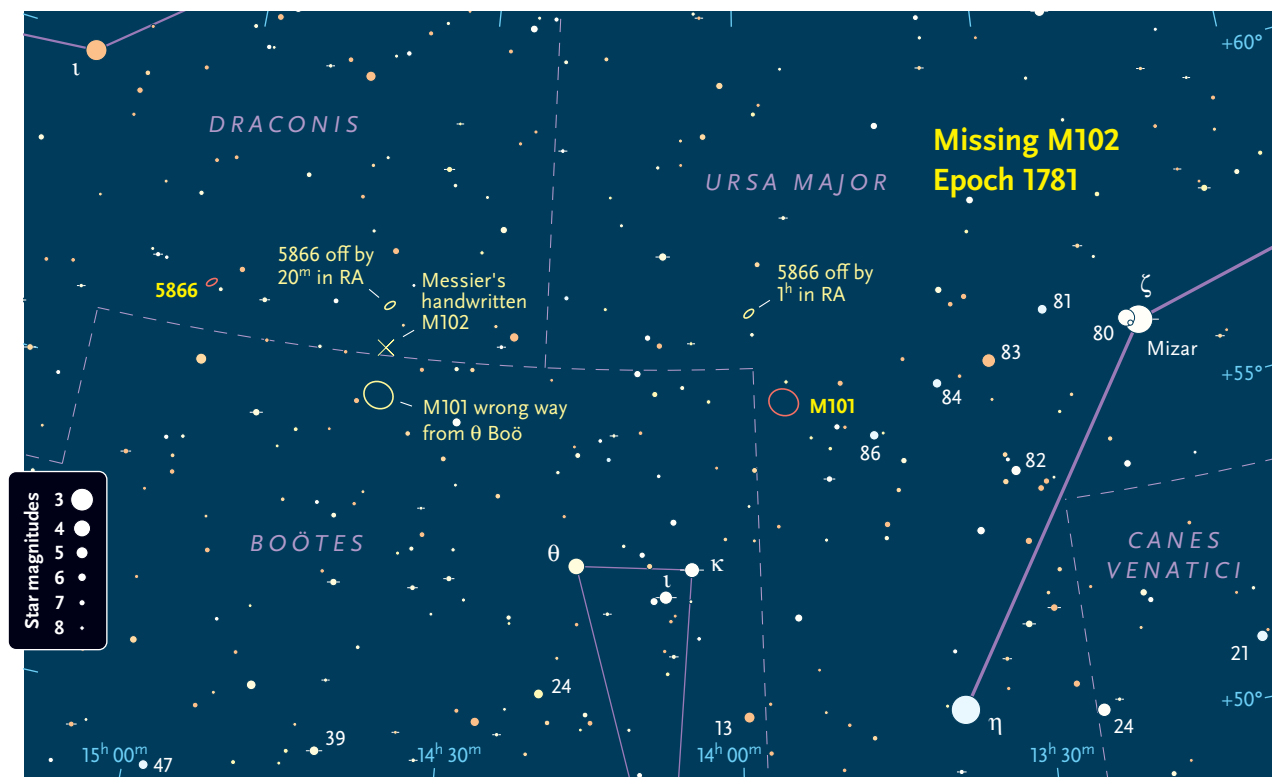 +60°
ι
DRACONIS
Missing M102
Epoch 1781
URSA MAJOR
5866 off by
20ᵐ in RA
Messier's
handwritten
M102
5866 off by
1ʰ in RA
5866
81
ζ
80
Mizar
83
+55°
84
M101 wrong way
from θ Boö
M101
86
82
Star magnitudes
3
4
5
6
7
8
BOÖTES
θ
κ
ι
CANES
VENATICI
21
24
13
η
24
+50°
39
47
15ʰ 00ᵐ
14ʰ 30ᵐ
14ʰ 00ᵐ
13ʰ 30ᵐ